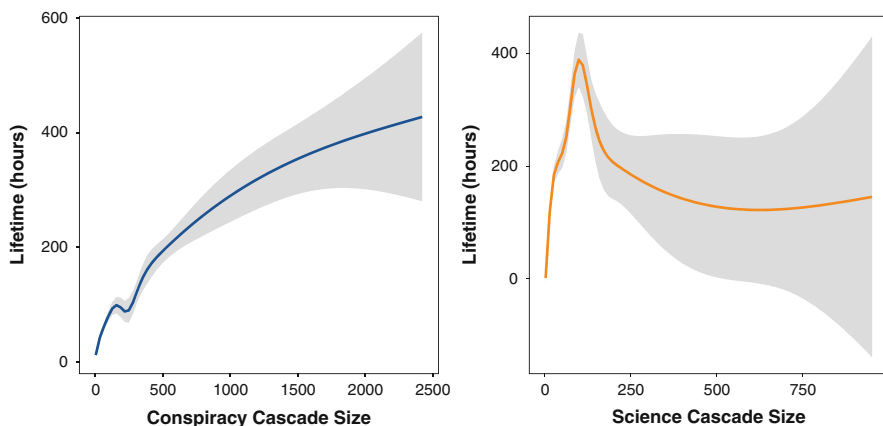 600
400
200
0
Lifetime (hours)
0 500 1000 1500 2000 2500
Conspiracy Cascade Size
400
200
0
Lifetime (hours)
0 250 500 750
Science Cascade Size